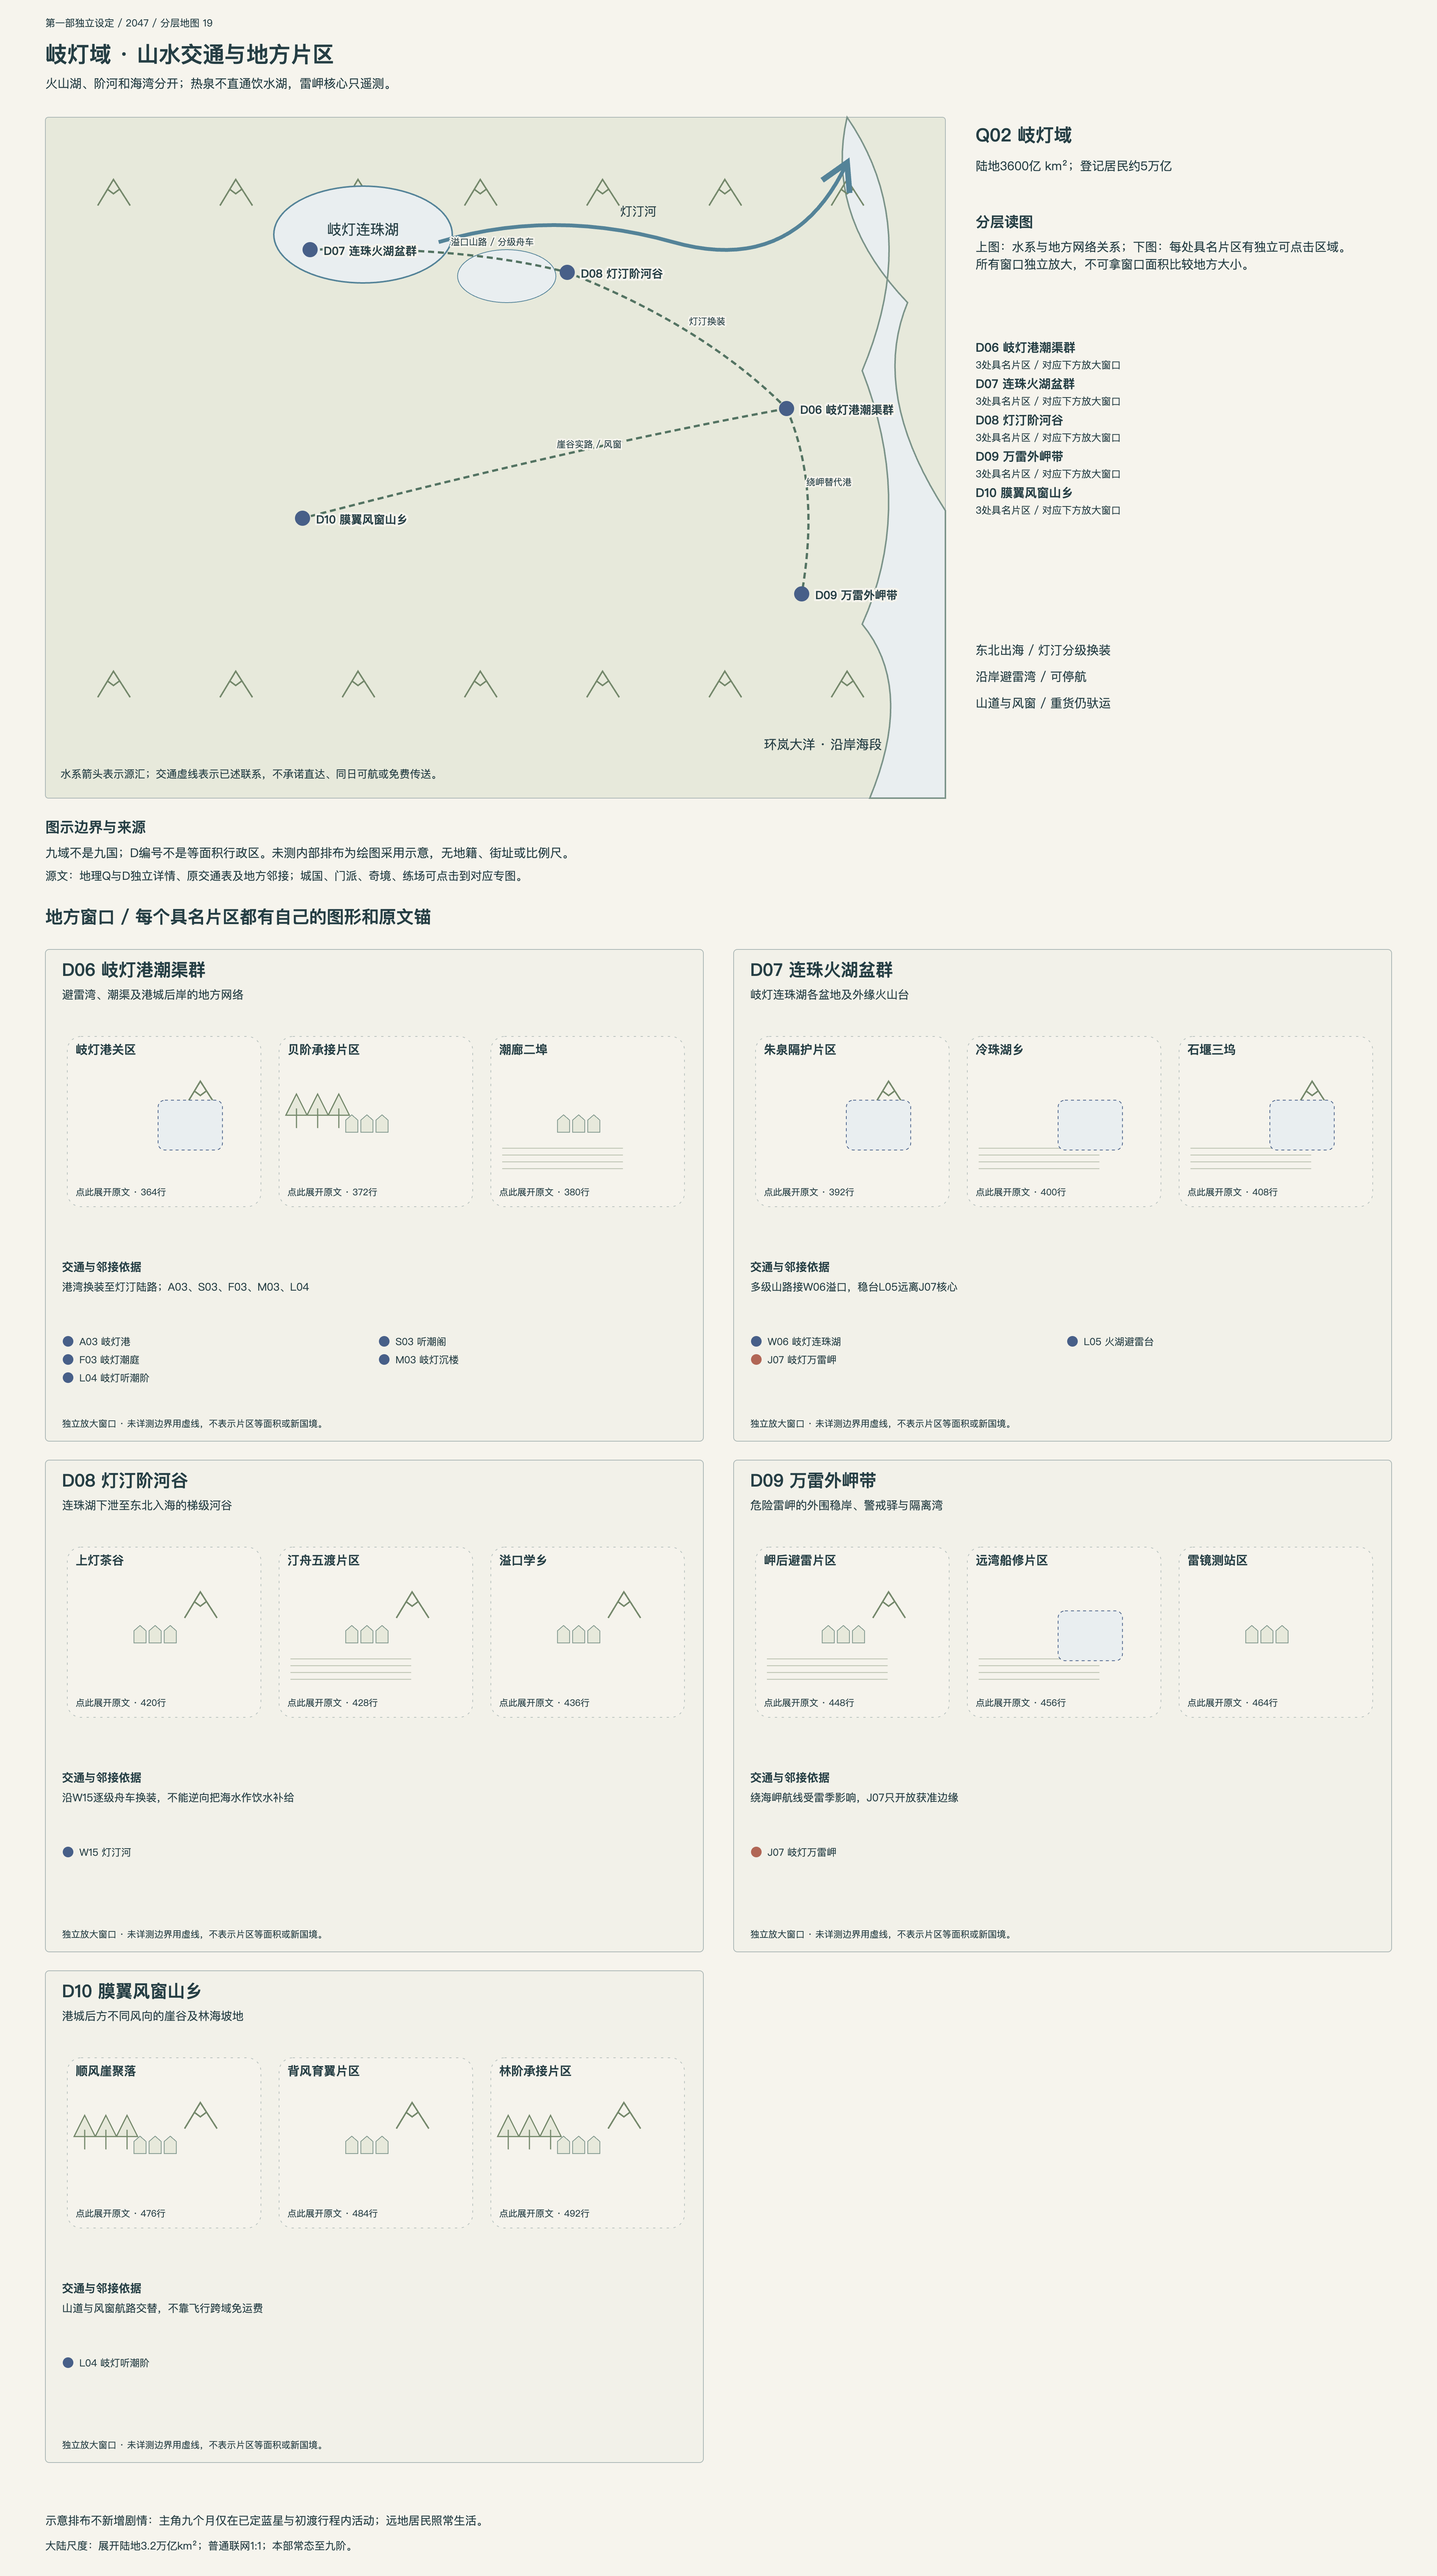 第一部独立设定 / 2047 / 分层地图 19
岐灯域 · 山水交通与地方片区
火山湖、阶河和海湾分开；热泉不直通饮水湖，雷岬核心只遥测。
岐灯连珠湖
D07 连珠火湖盆群
溢口山路 / 分级舟车
灯汀河
D08 灯汀阶河谷
灯汀换装
D06 岐灯港潮渠群
崖谷实路 / 风窗
绕岬替代港
D10 膜翼风窗山乡
D09 万雷外岬带
环岚大洋 · 沿岸海段
水系箭头表示源汇；交通虚线表示已述联系，不承诺直达、同日可航或免费传送。
Q02 岐灯域
陆地3600亿 km²；登记居民约5万亿
分层读图
上图：水系与地方网络关系；下图：每处具名片区有独立可点击区域。
所有窗口独立放大，不可拿窗口面积比较地方大小。
D06 岐灯港潮渠群
3处具名片区 / 对应下方放大窗口
D07 连珠火湖盆群
3处具名片区 / 对应下方放大窗口
D08 灯汀阶河谷
3处具名片区 / 对应下方放大窗口
D09 万雷外岬带
3处具名片区 / 对应下方放大窗口
D10 膜翼风窗山乡
3处具名片区 / 对应下方放大窗口
东北出海 / 灯汀分级换装
沿岸避雷湾 / 可停航
山道与风窗 / 重货仍驮运
图示边界与来源
九域不是九国；D编号不是等面积行政区。未测内部排布为绘图采用示意，无地籍、街址或比例尺。
源文：地理Q与D独立详情、原交通表及地方邻接；城国、门派、奇境、练场可点击到对应专图。
地方窗口 / 每个具名片区都有自己的图形和原文锚
D06 岐灯港潮渠群
避雷湾、潮渠及港城后岸的地方网络
岐灯港关区
点此展开原文 · 364行
贝阶承接片区
点此展开原文 · 372行
潮廊二埠
点此展开原文 · 380行
交通与邻接依据
港湾换装至灯汀陆路；A03、S03、F03、M03、L04
A03 岐灯港
S03 听潮阁
F03 岐灯潮庭
M03 岐灯沉楼
L04 岐灯听潮阶
独立放大窗口 · 未详测边界用虚线，不表示片区等面积或新国境。
D07 连珠火湖盆群
岐灯连珠湖各盆地及外缘火山台
朱泉隔护片区
点此展开原文 · 392行
冷珠湖乡
点此展开原文 · 400行
石堰三坞
点此展开原文 · 408行
交通与邻接依据
多级山路接W06溢口，稳台L05远离J07核心
W06 岐灯连珠湖
L05 火湖避雷台
J07 岐灯万雷岬
独立放大窗口 · 未详测边界用虚线，不表示片区等面积或新国境。
D08 灯汀阶河谷
连珠湖下泄至东北入海的梯级河谷
上灯茶谷
点此展开原文 · 420行
汀舟五渡片区
点此展开原文 · 428行
溢口学乡
点此展开原文 · 436行
交通与邻接依据
沿W15逐级舟车换装，不能逆向把海水作饮水补给
W15 灯汀河
独立放大窗口 · 未详测边界用虚线，不表示片区等面积或新国境。
D09 万雷外岬带
危险雷岬的外围稳岸、警戒驿与隔离湾
岬后避雷片区
点此展开原文 · 448行
远湾船修片区
点此展开原文 · 456行
雷镜测站区
点此展开原文 · 464行
交通与邻接依据
绕海岬航线受雷季影响，J07只开放获准边缘
J07 岐灯万雷岬
独立放大窗口 · 未详测边界用虚线，不表示片区等面积或新国境。
D10 膜翼风窗山乡
港城后方不同风向的崖谷及林海坡地
顺风崖聚落
点此展开原文 · 476行
背风育翼片区
点此展开原文 · 484行
林阶承接片区
点此展开原文 · 492行
交通与邻接依据
山道与风窗航路交替，不靠飞行跨域免运费
L04 岐灯听潮阶
独立放大窗口 · 未详测边界用虚线，不表示片区等面积或新国境。
示意排布不新增剧情：主角九个月仅在已定蓝星与初渡行程内活动；远地居民照常生活。
大陆尺度：展开陆地3.2万亿km²；普通联网1:1；本部常态至九阶。